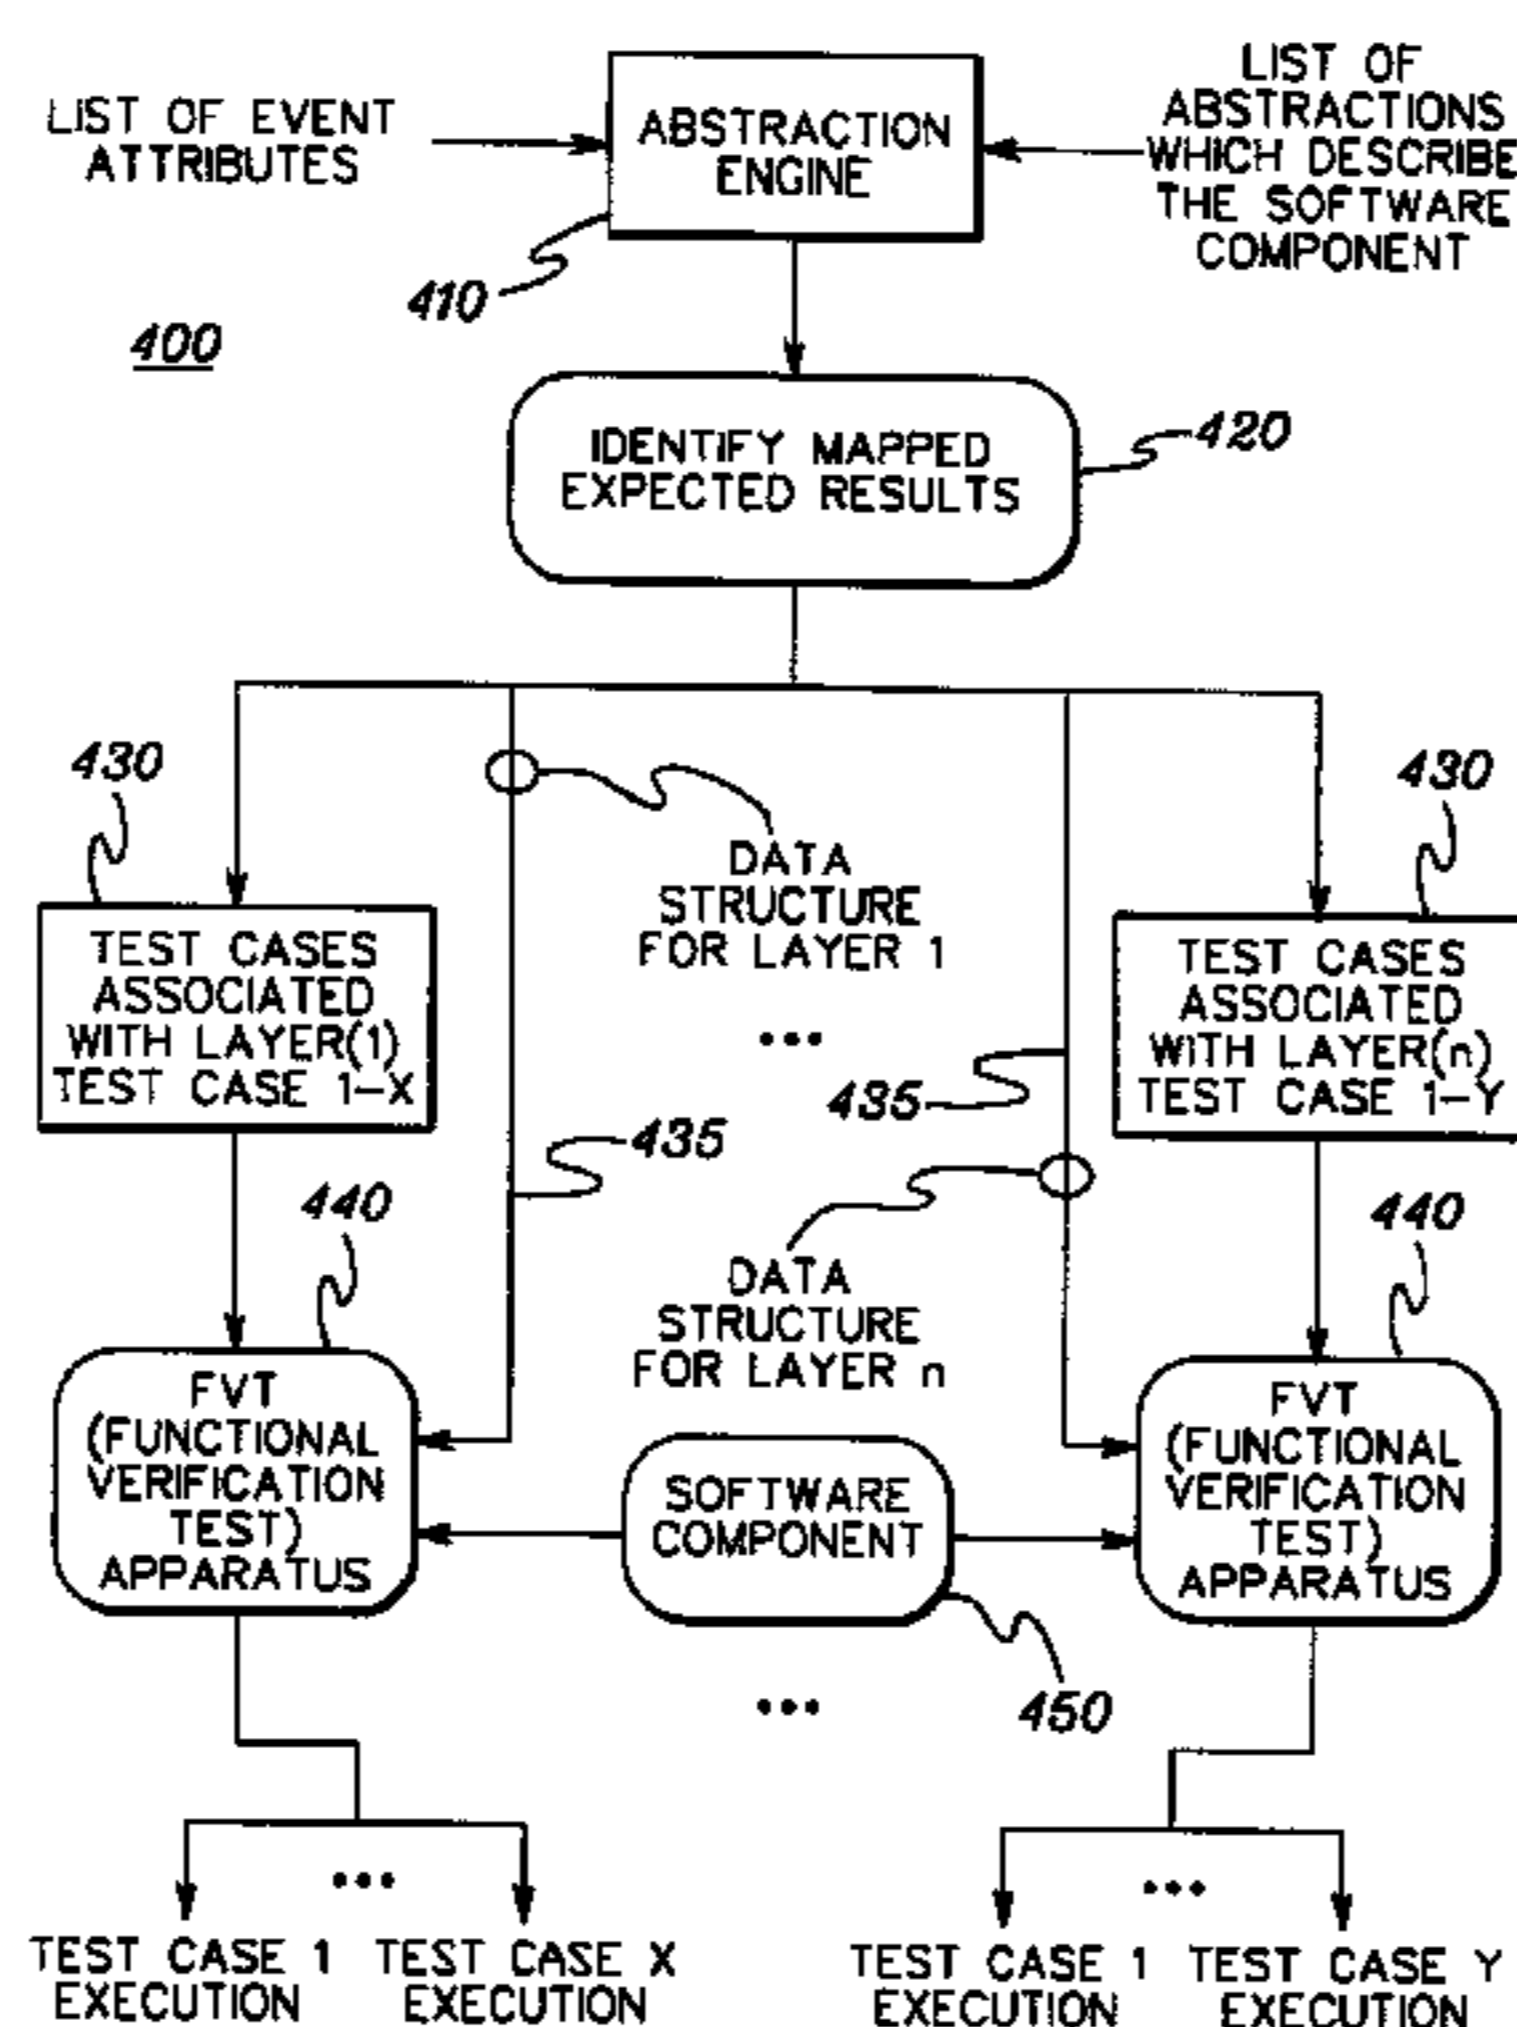 LIST OF EVENT
ATTRIBUTES
ABSTRACTION
ENGINE
LIST OF
ABSTRACTIONS
WHICH DESCRIBE
THE SOFTWARE
COMPONENT
410
400
IDENTIFY MAPPED
EXPECTED RESULTS
420
430
DATA
STRUCTURE
FOR LAYER 1
430
TEST CASES
ASSOCIATED
WITH LAYER(1)
TEST CASE 1-X
...
TEST CASES
ASSOCIATED
WITH LAYER(n)
TEST CASE 1-Y
435
435
440
DATA
STRUCTURE
FOR LAYER n
440
FVT
(FUNCTIONAL
VERIFICATION
TEST)
APPARATUS
SOFTWARE
COMPONENT
FVT
(FUNCTIONAL
VERIFICATION
TEST)
APPARATUS
...
450
...
...
TEST CASE 1
EXECUTION
TEST CASE X
EXECUTION
TEST CASE 1
EXECUTION
TEST CASE Y
EXECUTION